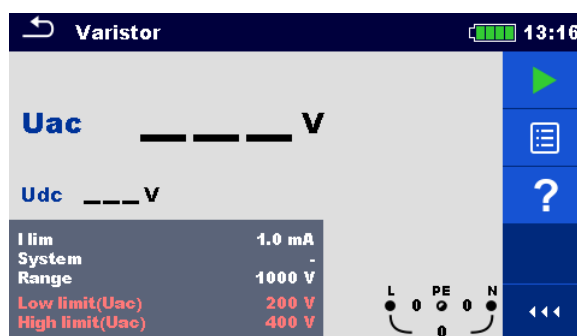 Varistor 13:16
Uac _ _ _ V
Udc _ _ _ V
?
I lim 1.0 mA
System -
Range 1000 V
Low limit(Uac) 200 V
High limit(Uac) 400 V
L PE N
0 0
0